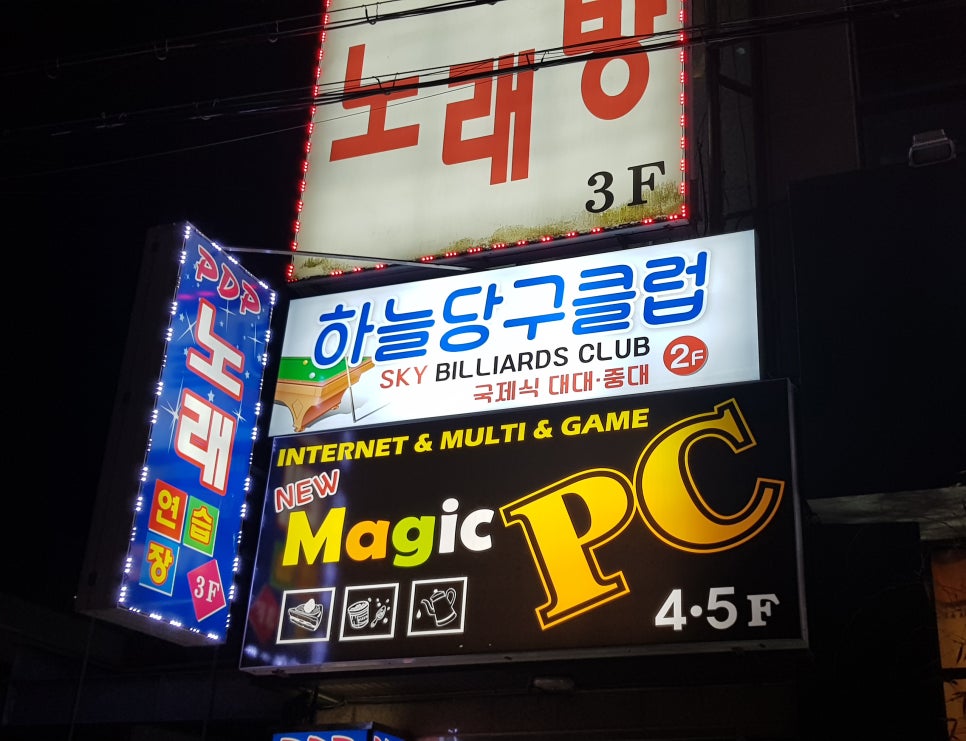 노래방
3F
PDP
노래
연습
장
3F
하늘당구클럽
SKY BILLIARDS CLUB
국제식 대대·중대
2F
INTERNET & MULTI & GAME
NEW
Magic PC
4·5F